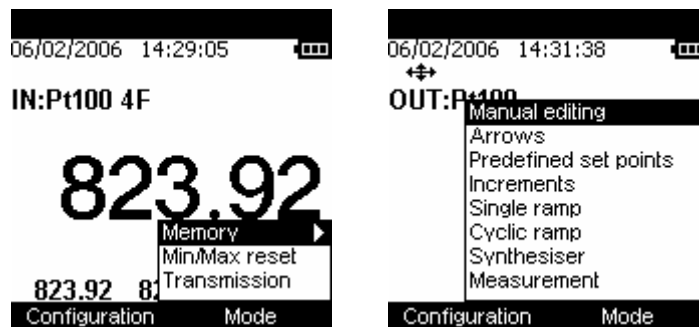 06/02/2006 14:29:05
IN:Pt100 4F
823.92
Memory
Min/Max reset
Transmission
823.92
Configuration Mode
06/02/2006 14:31:38
OUT:Pt100
Manual editing
Arrows
Predefined set points
Increments
Single ramp
Cyclic ramp
Synthesiser
Measurement
Configuration Mode